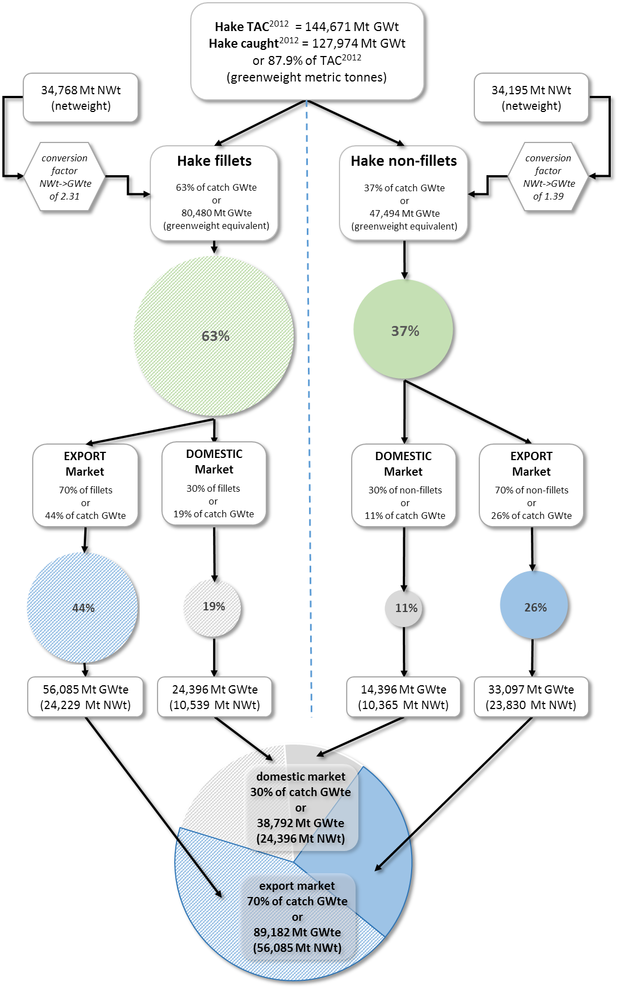 Hake TAC2012 = 144,671 Mt GWt
Hake caught2012 = 127,974 Mt GWt
or 87.9% of TAC2012
(greenweight metric tonnes)
34,768 Mt NWt
(netweight)
34,195 Mt NWt
(netweight)
conversion
factor
NWt->GWte
of 2.31
Hake fillets
63% of catch GWte
or
80,480 Mt GWte
(greenweight equivalent)
Hake non-fillets
37% of catch GWte
or
47,494 Mt GWte
(greenweight equivalent)
conversion
factor
NWt->GWte
of 1.39
63%
37%
EXPORT
Market
70% of fillets
or
44% of catch GWte
DOMESTIC
Market
30% of fillets
or
19% of catch GWte
DOMESTIC
Market
30% of non-fillets
or
11% of catch GWte
EXPORT
Market
70% of non-fillets
or
26% of catch GWte
44%
19%
11%
26%
56,085 Mt GWte
(24,229 Mt NWt)
24,396 Mt GWte
(10,539 Mt NWt)
14,396 Mt GWte
(10,365 Mt NWt)
33,097 Mt GWte
(23,830 Mt NWt)
domestic market
30% of catch GWte
or
38,792 Mt GWte
(24,396 Mt NWt)
export market
70% of catch GWte
or
89,182 Mt GWte
(56,085 Mt NWt)